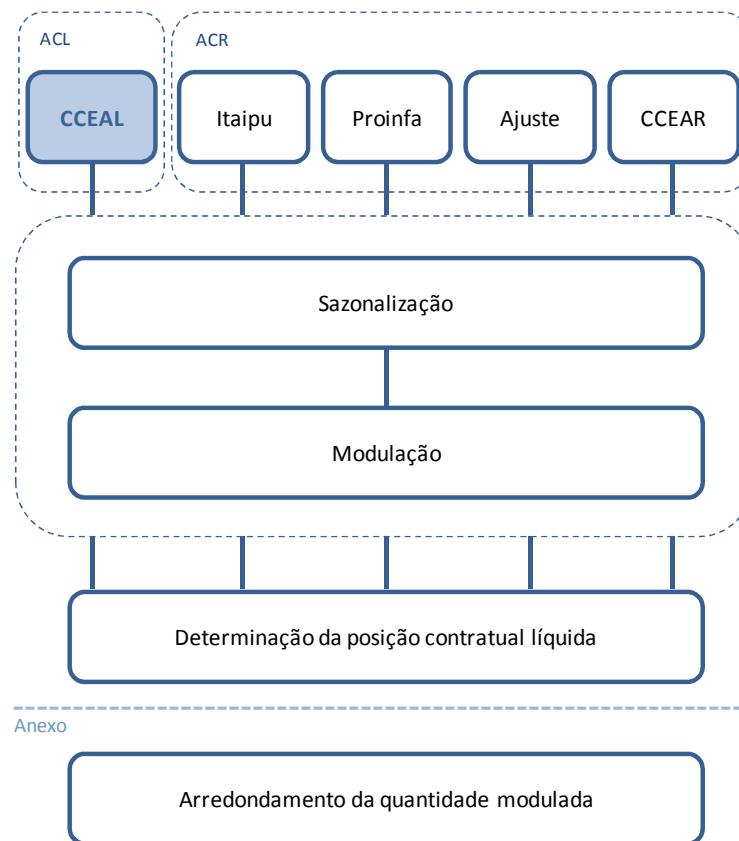 ACL
ACR
CCEAL
Itaipu
Proinfa
Ajuste
CCEAR
Sazonalização
Modulação
Determinação da posição contratual líquida
Anexo
Arredondamento da quantidade modulada